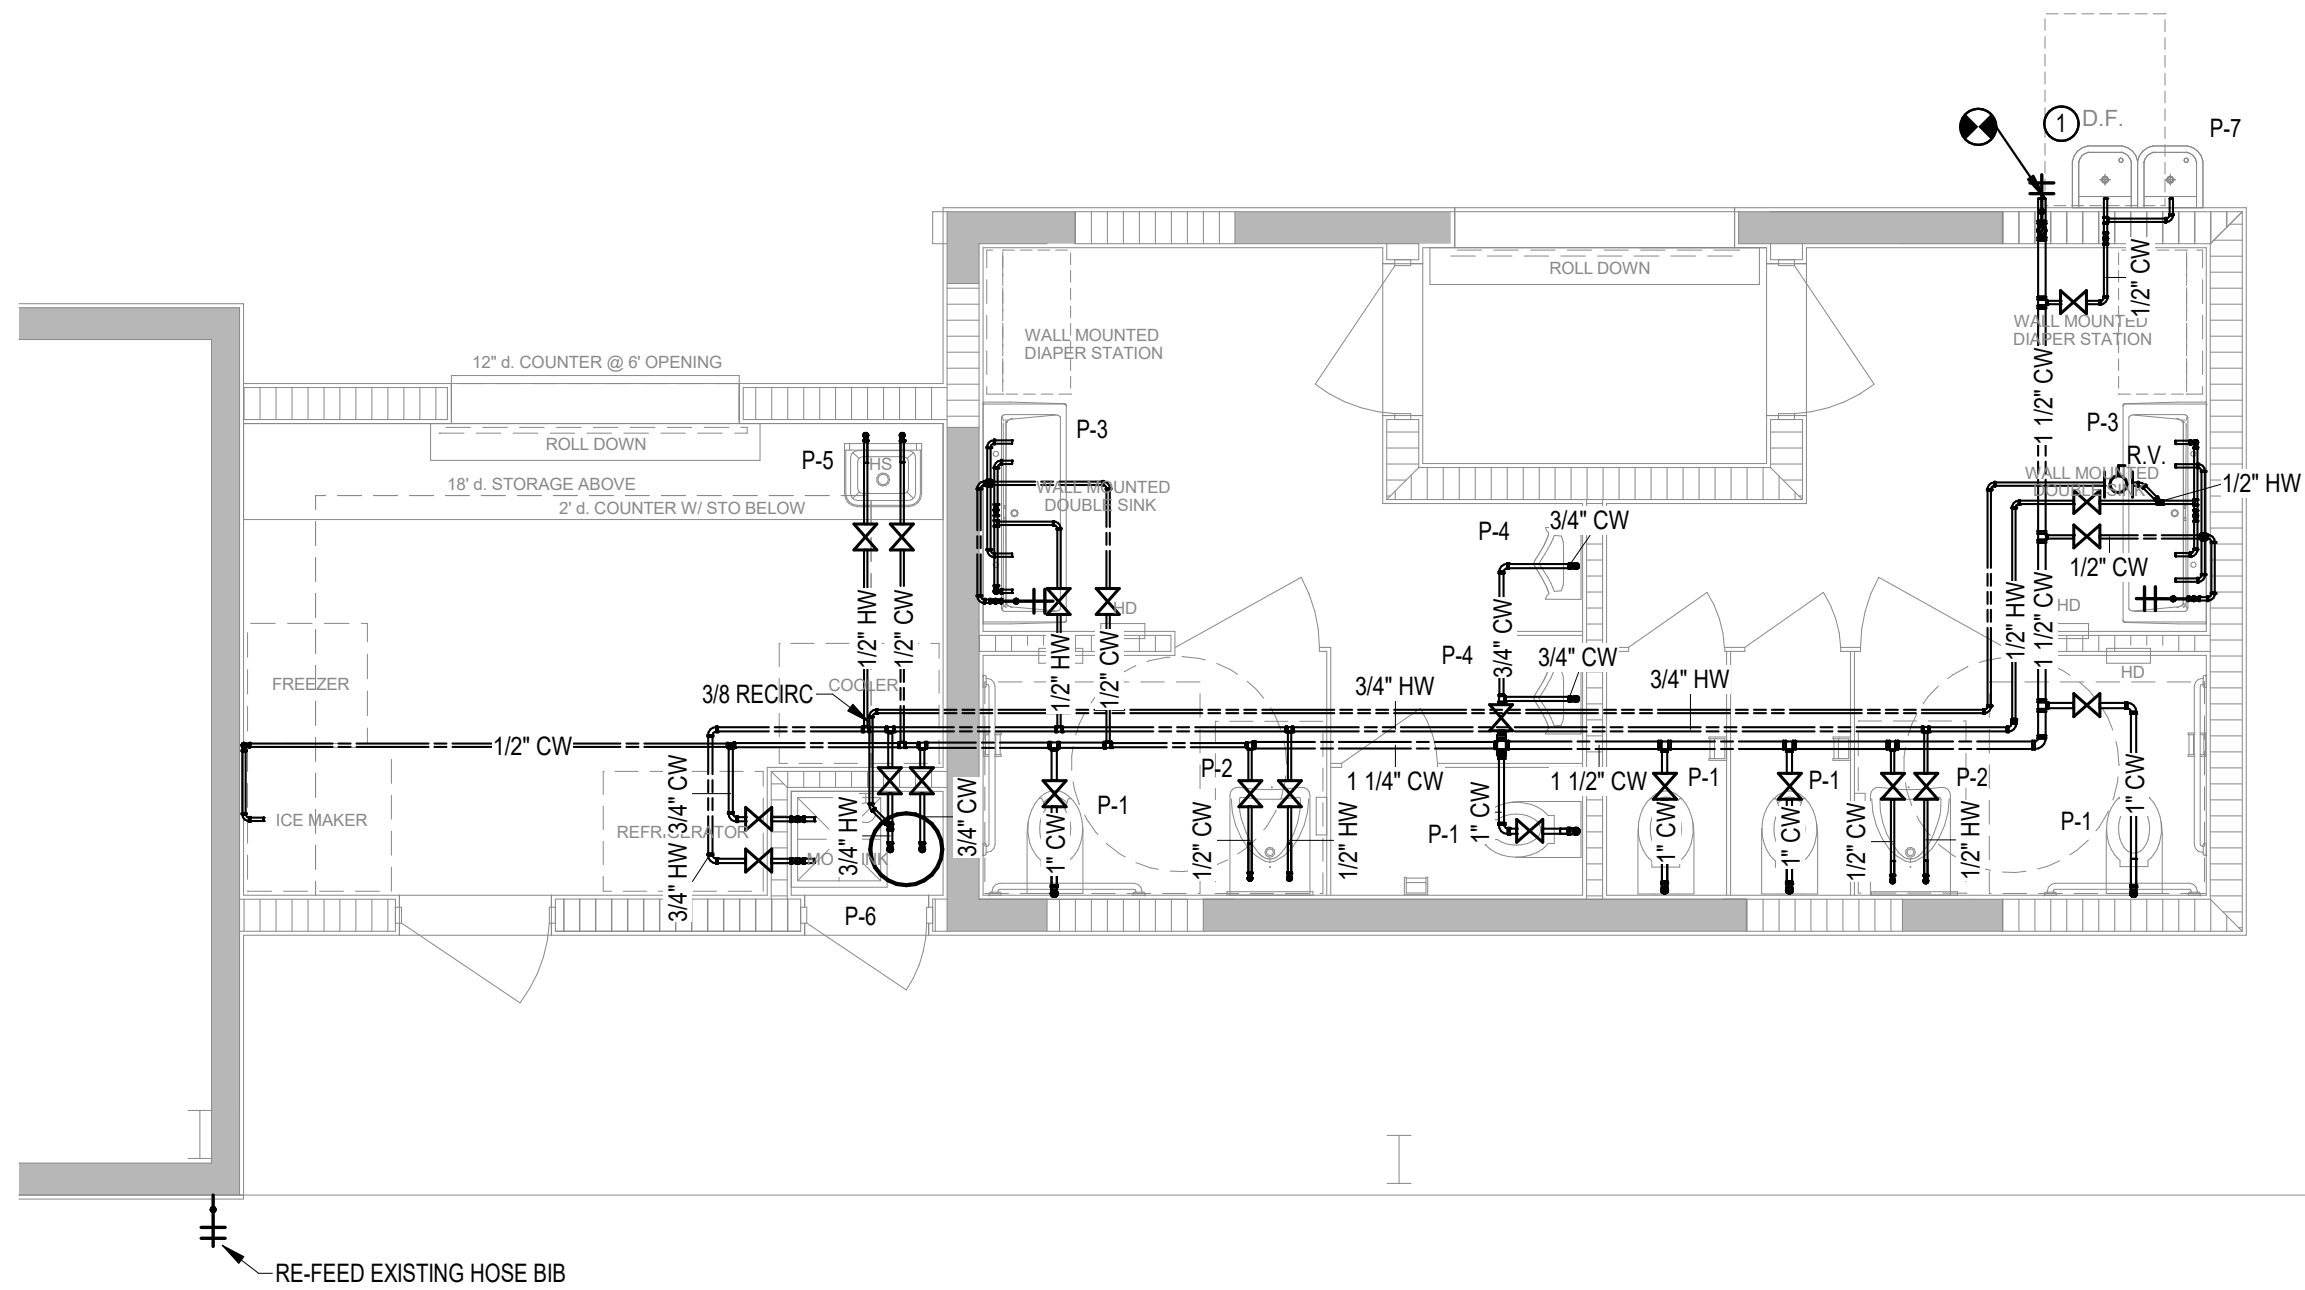 1
D.F.
P-7
ROLL DOWN
1/2" CW
WALL MOUNTED
DIAPER STATION
WALL MOUNTED
DIAPER STATION
12" d. COUNTER @ 6' OPENING
1 1/2" CW
ROLL DOWN
P-3
P-3
P-5
HS
R.V.
18' d. STORAGE ABOVE
WALL MOUNTED
DOUBLE SINK
WALL MOUNTED
DOUBLE SINK
1/2" HW
2' d. COUNTER W/ STO BELOW
P-4
3/4" CW
1/2" CW
HD
HD
1/2" HW
1/2" CW
1/2" HW
1/2" CW
3/4" CW
1/2" HW
1 1/2" CW
P-4
3/4" CW
HD
FREEZER
COOLER
3/8 RECIRC
3/4" HW
3/4" HW
1/2" CW
P-2
1 1/4" CW
1 1/2" CW
P-1
P-1
P-2
3/4" CW
3/4" HW
ICE MAKER
REFRIGERATOR
3/4" HW
MOP SINK
3/4" CW
P-1
1" CW
1/2" CW
1/2" HW
P-1
1" CW
1" CW
1" CW
1/2" CW
1/2" HW
P-1
1" CW
P-6
RE-FEED EXISTING HOSE BIB